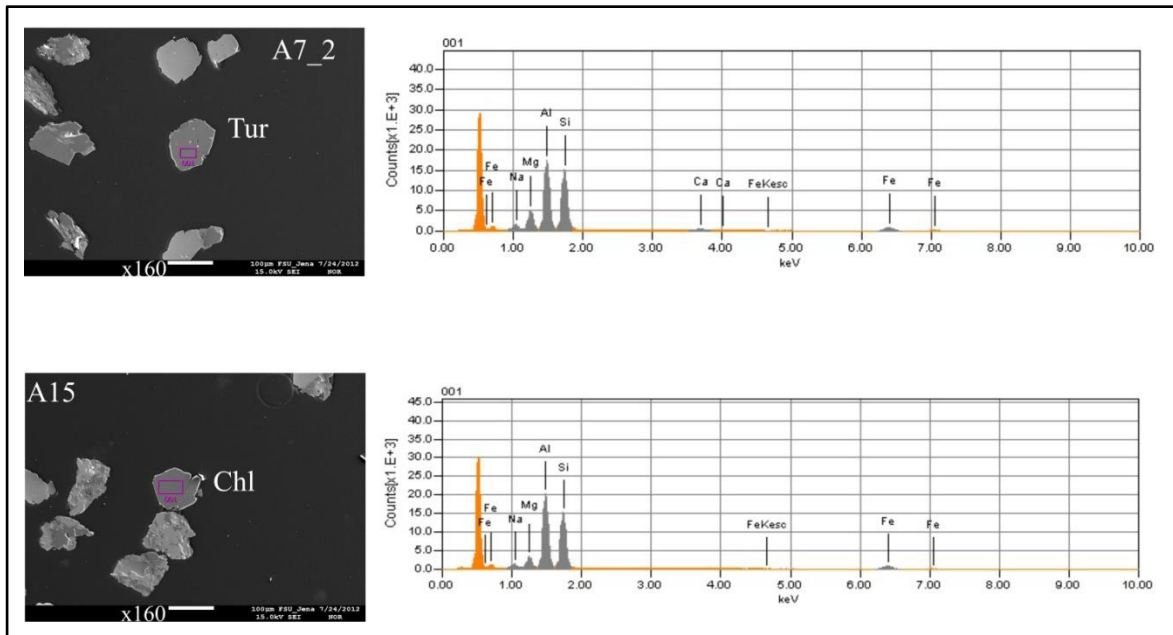 A7_2
Tur
001
x160
100µm FSU_Jena 7/24/2012
15.0kV SEI NOR
001
Counts[x1.E+3]
40.0
35.0
30.0
25.0
20.0
15.0
10.0
5.0
0.0
Fe
Fe
Na
Mg
Al
Si
Ca
Ca
FeKesc
Fe
Fe
0.00 1.00 2.00 3.00 4.00 5.00 6.00 7.00 8.00 9.00 10.00
keV
A15
Chl
001
x160
100µm FSU_Jena 7/24/2012
15.0kV SEI NOR
001
Counts[x1.E+3]
45.0
40.0
35.0
30.0
25.0
20.0
15.0
10.0
5.0
0.0
Fe
Fe
Na
Mg
Al
Si
FeKesc
Fe
Fe
0.00 1.00 2.00 3.00 4.00 5.00 6.00 7.00 8.00 9.00 10.00
keV